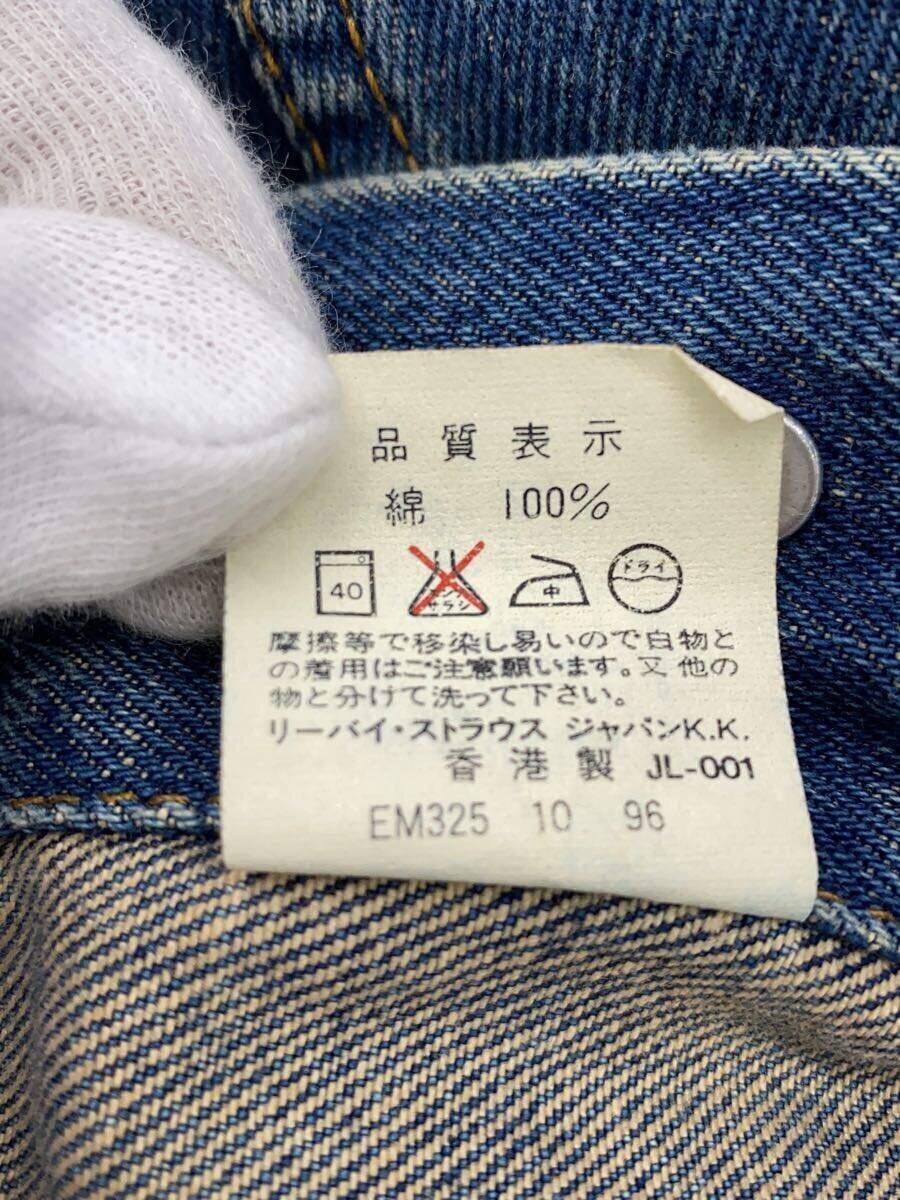 品質表示
綿 100%
40 エンソ サラシ 中 ドライ
摩擦等で移染し易いので白物と
の着用はご注意願います。又他の
物と分けて洗って下さい。
リーバイ・ストラウス ジャパンK.K.
香港製 JL-001
EM325 10 96